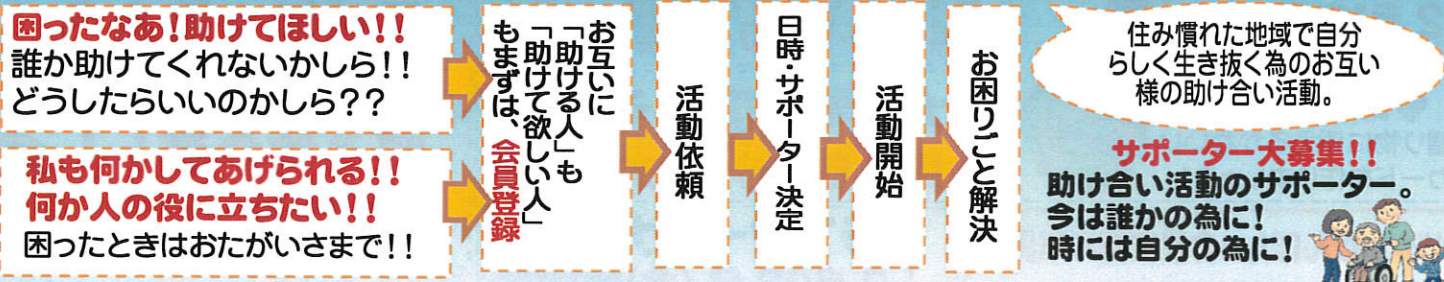 困ったなあ!助けてほしい!!
誰か助けてくれないかしら!!
どうしたらいいのかしら??
私も何かしてあげられる!!
何か人の役に立ちたい!!
困ったときはおたがいさまで!!
お互いに
「助ける人」も
「助けて欲しい人」
もまずは、会員登録
活動依頼
日時・サポーター決定
活動開始
お困りごと解決
住み慣れた地域で自分
らしく生き抜く為のお互い
様の助け合い活動。
サポーター大募集!!
助け合い活動のサポーター。
今は誰かの為に!
時には自分の為に!